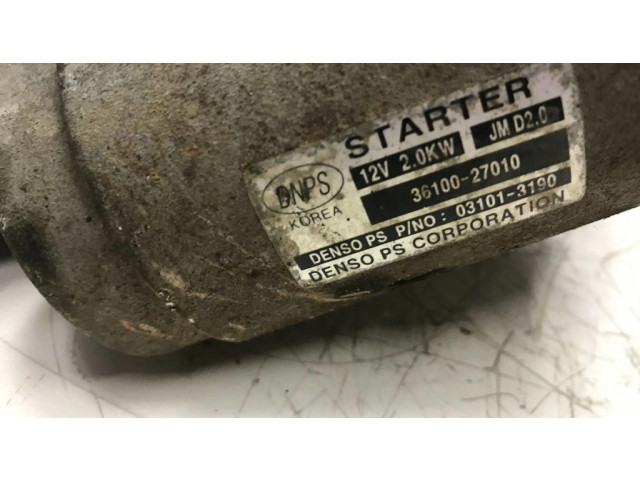 STARTER
12V 2.0KW JM D2.0
DNPS
KOREA
36100-27010
DENSO PS P/NO : 03101-3190
DENSO PS CORPORATION